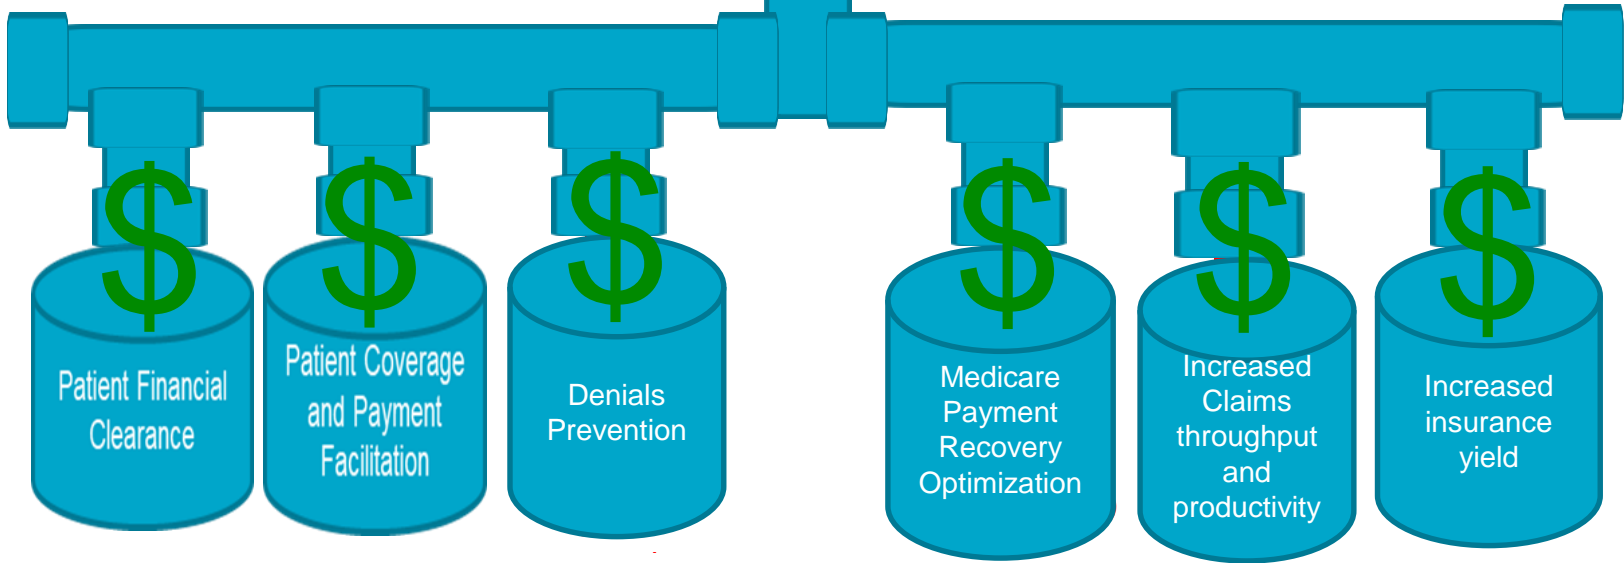 $
$
$
$
$
$
Patient Financial
Clearance
Patient Coverage
and Payment
Facilitation
Denials
Prevention
Medicare
Payment
Recovery
Optimization
Increased
Claims
throughput
and
productivity
Increased
insurance
yield